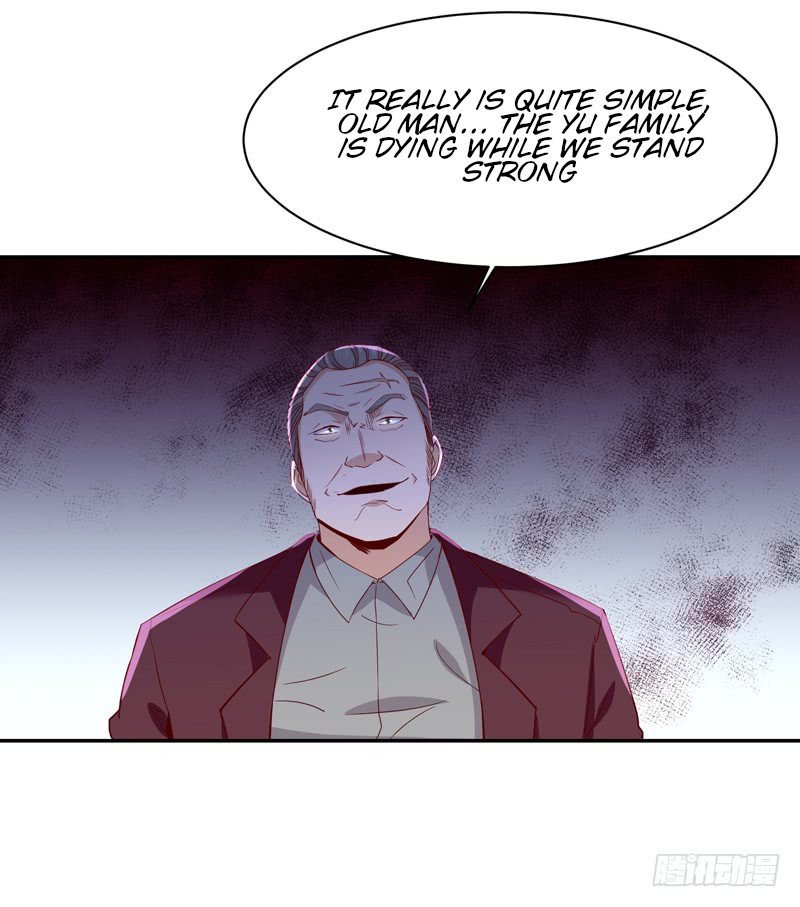 IT REALLY IS QUITE SIMPLE,
OLD MAN... THE YU FAMILY
IS DYING WHILE WE STAND
STRONG
腾讯动漫